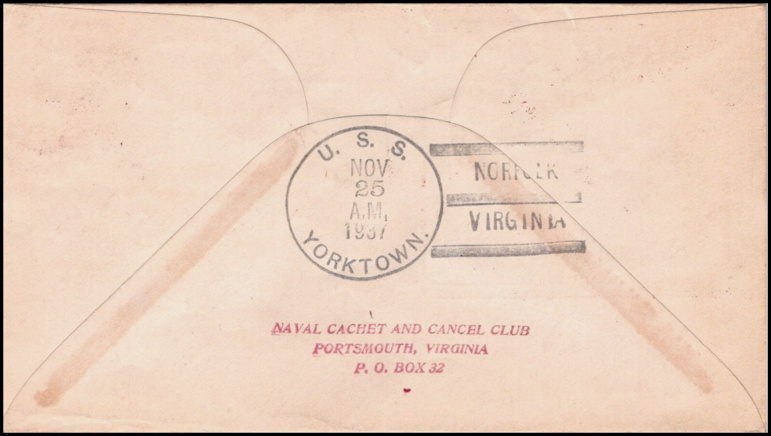 U. S. S.
NOV
25
A.M.
1937
YORKTOWN.
NORFOLK
VIRGINIA
NAVAL CACHET AND CANCEL CLUB
PORTSMOUTH, VIRGINIA
P. O. BOX 32